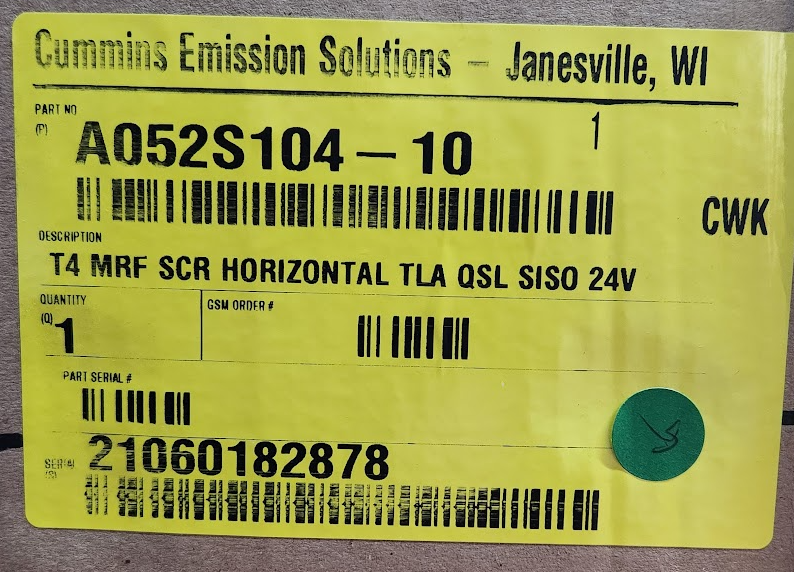 Cummins Emission Solutions – Janesville, WI
PART NO
(P)
A052S104-10
1
CWK
DESCRIPTION
T4 MRF SCR HORIZONTAL TLA QSL SISO 24V
QUANTITY
(Q)
1
GSM ORDER #
PART SERIAL #
SERIAL
(S)
21060182878